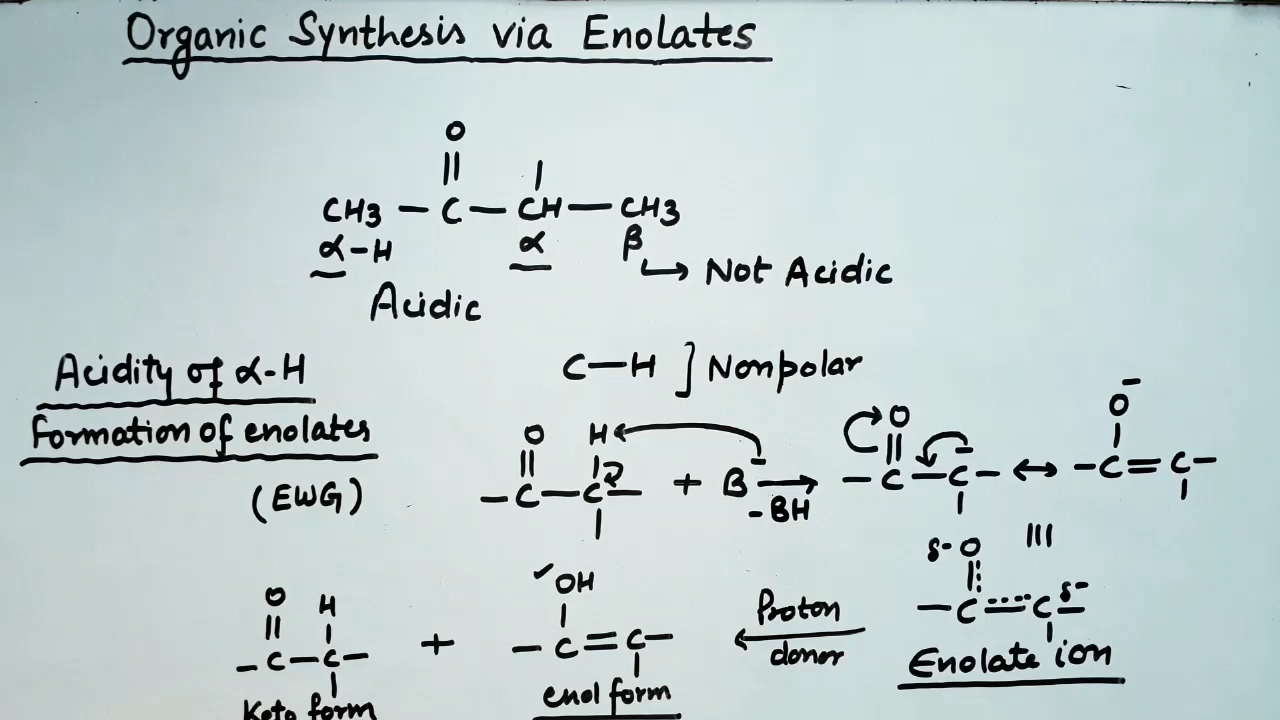 Organic Synthesis via Enolates
O
||
CH3 — C — CH — CH3
α-H α β
Acidic
Not Acidic
Acidity of α-H
C—H ] Nonpolar
Formation of enolates
(EWG)
O H
|| |
—C—C— + B⁻ → —C—C— ↔ —C=C—
-BH
O
O⁻
|||
δ- O
—C=C— δ-
Enolate ion
Proton
donor
✓OH
—C=C—
enol form
+
O H
|| |
—C—C—
Keto form